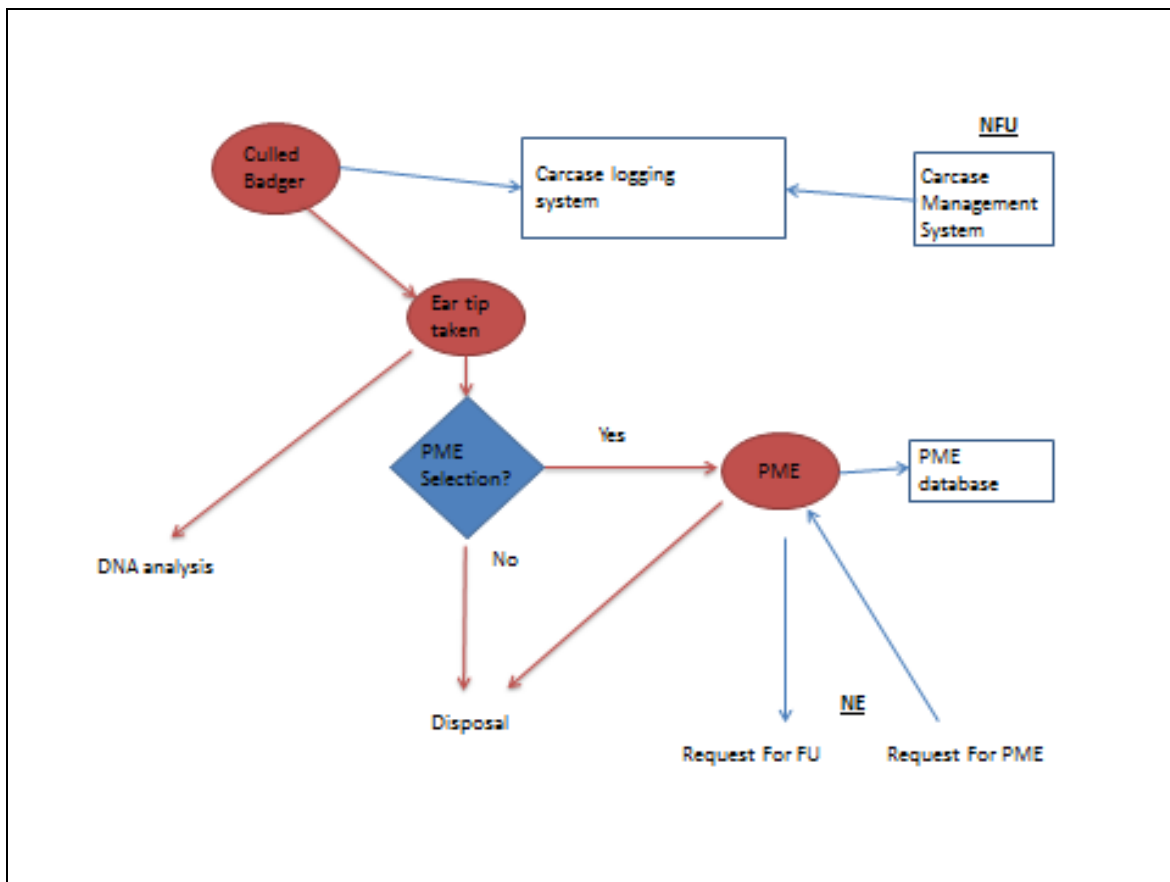 NFU
Culled
Badger
Carcase logging
system
Carcase
Management
System
Ear tip
taken
Yes
PME
Selection?
PME
PME
database
No
DNA analysis
Disposal
NE
Request For FU
Request For PME